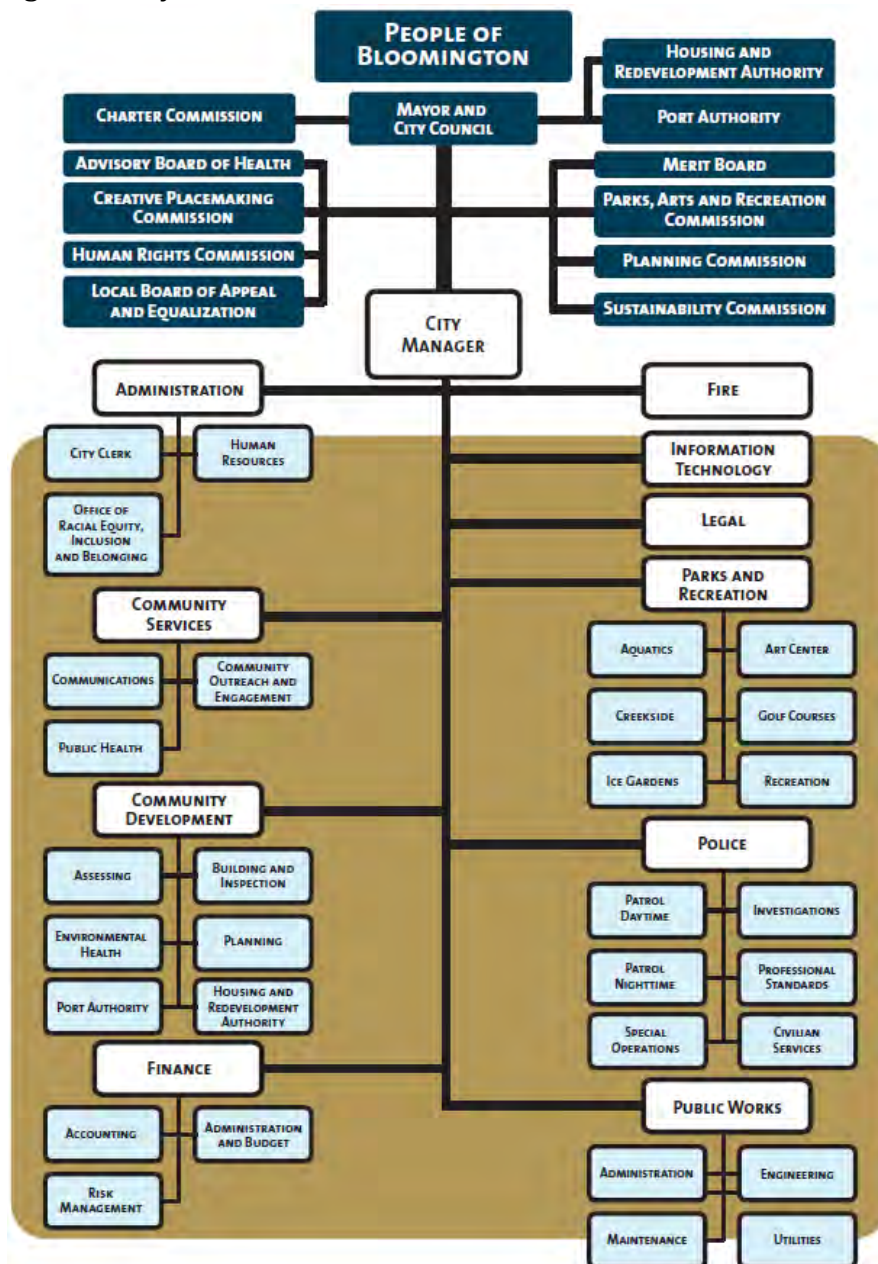 PEOPLE OF
BLOOMINGTON
HOUSING AND
REDEVELOPMENT AUTHORITY
CHARTER COMMISSION
MAYOR AND
CITY COUNCIL
PORT AUTHORITY
ADVISORY BOARD OF HEALTH
CREATIVE PLACEMAKING
COMMISSION
HUMAN RIGHTS COMMISSION
LOCAL BOARD OF APPEAL
AND EQUALIZATION
MERIT BOARD
PARKS, ARTS AND RECREATION
COMMISSION
PLANNING COMMISSION
SUSTAINABILITY COMMISSION
CITY
MANAGER
ADMINISTRATION
CITY CLERK
HUMAN
RESOURCES
OFFICE OF
RACIAL EQUITY,
INCLUSION
AND BELONGING
COMMUNITY
SERVICES
COMMUNICATIONS
COMMUNITY
OUTREACH AND
ENGAGEMENT
PUBLIC HEALTH
COMMUNITY
DEVELOPMENT
ASSESSING
BUILDING AND
INSPECTION
ENVIRONMENTAL
HEALTH
PLANNING
PORT AUTHORITY
HOUSING AND
REDEVELOPMENT
AUTHORITY
FINANCE
ACCOUNTING
ADMINISTRATION
AND BUDGET
RISK
MANAGEMENT
FIRE
INFORMATION
TECHNOLOGY
LEGAL
PARKS AND
RECREATION
AQUATICS
ART CENTER
CREEKSIDE
GOLF COURSES
ICE GARDENS
RECREATION
POLICE
PATROL
DAYTIME
INVESTIGATIONS
PATROL
NIGHTTIME
PROFESSIONAL
STANDARDS
SPECIAL
OPERATIONS
CIVILIAN
SERVICES
PUBLIC WORKS
ADMINISTRATION
ENGINEERING
MAINTENANCE
UTILITIES